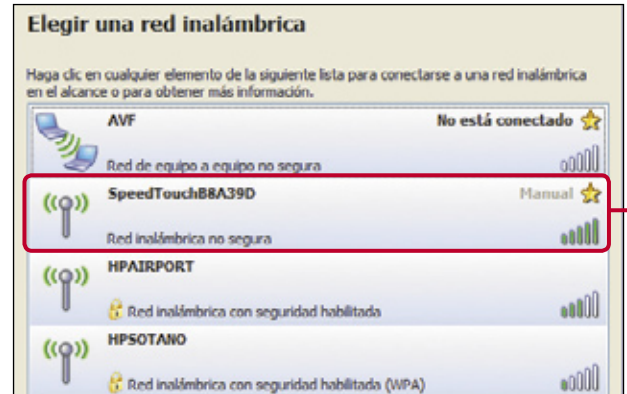 Elegir una red inalámbrica
Haga clic en cualquier elemento de la siguiente lista para conectarse a una red inalámbrica
en el alcance o para obtener más información.
AVF No está conectado
Red de equipo a equipo no segura
SpeedTouchB8A39D Manual
Red inalámbrica no segura
HPAIRPORT
Red inalámbrica con seguridad habilitada
HPSOTANO
Red inalámbrica con seguridad habilitada (WPA)